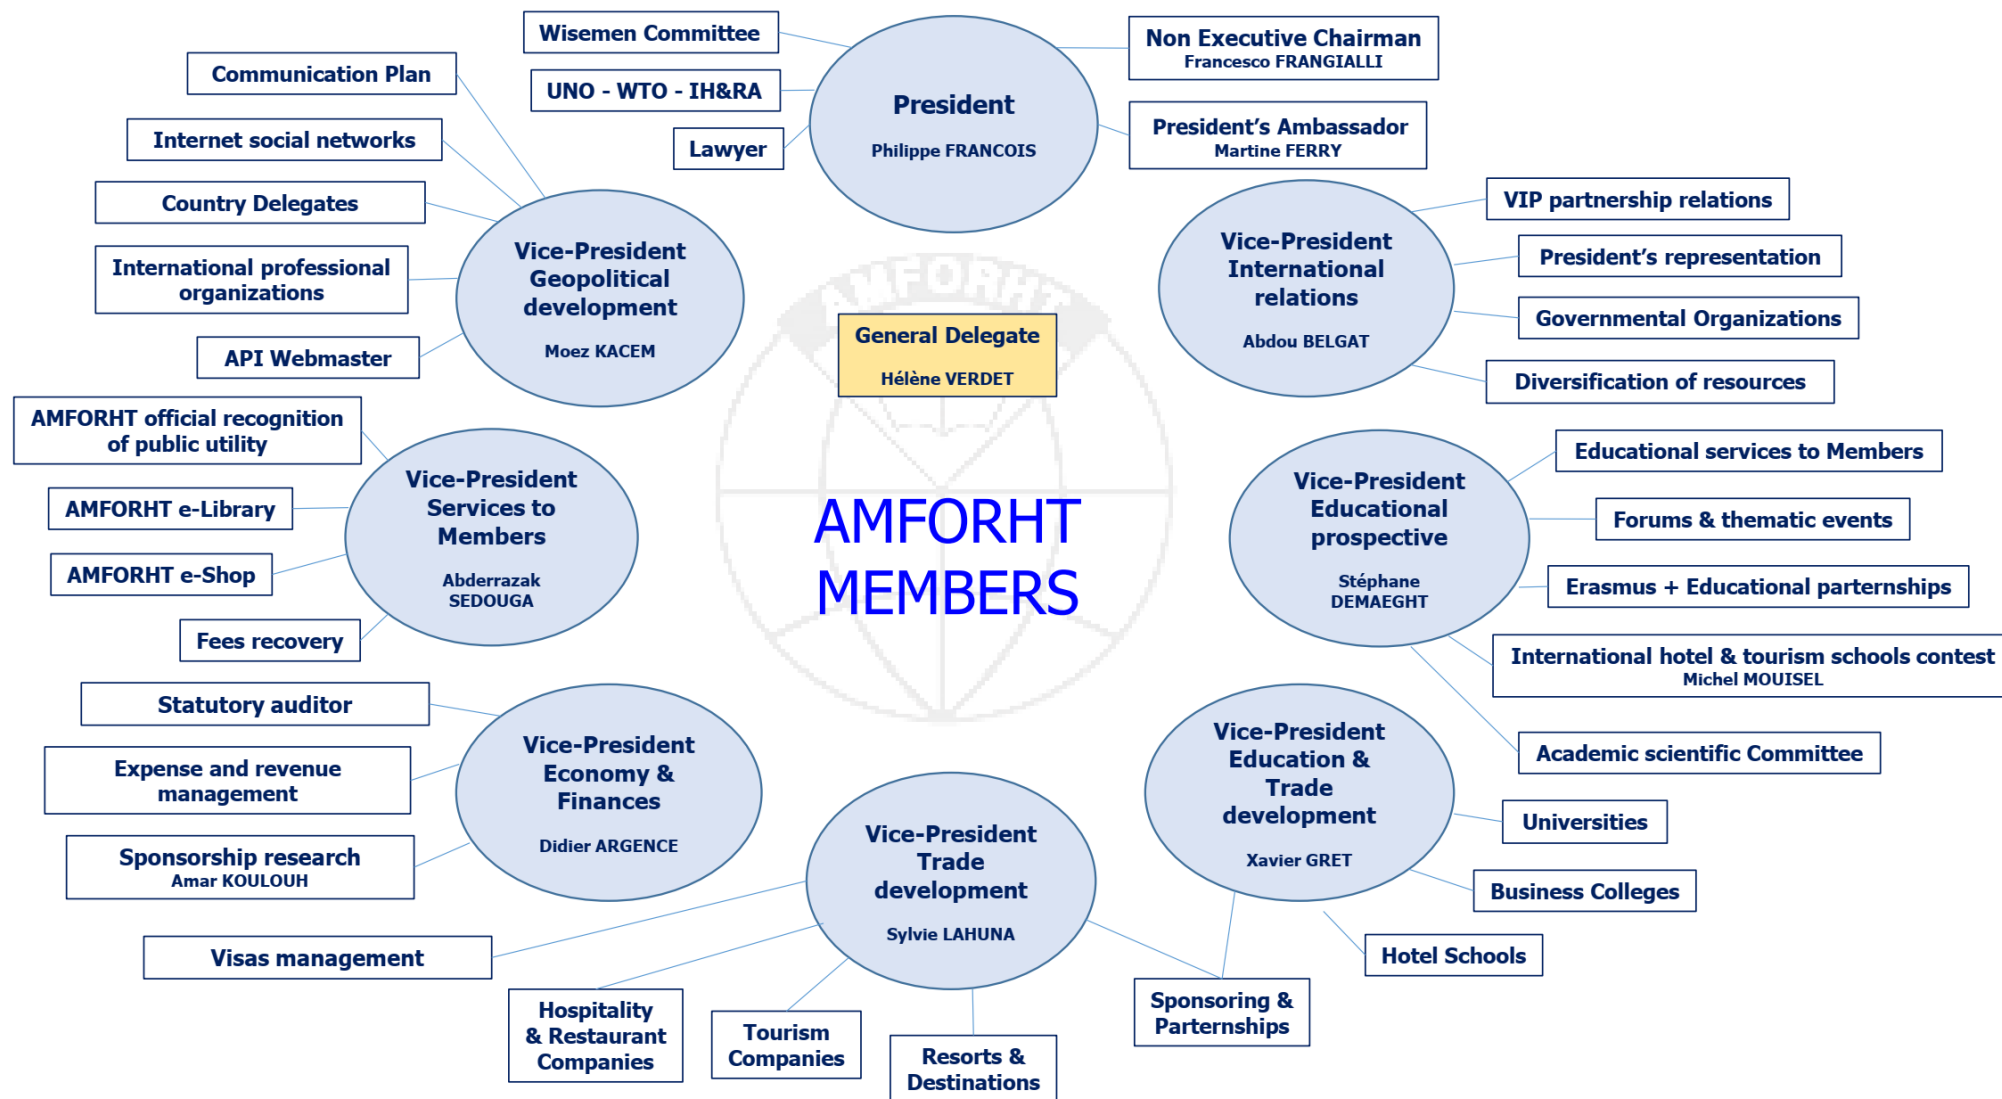 Wisemen Committee
UNO - WTO - IH&RA
Lawyer
President
Philippe FRANCOIS
Non Executive Chairman
Francesco FRANGIALLI
President's Ambassador
Martine FERRY
Communication Plan
Internet social networks
Country Delegates
International professional
organizations
API Webmaster
Vice-President
Geopolitical
development
Moez KACEM
AMFORHT
General Delegate
Hélène VERDET
Vice-President
International
relations
Abdou BELGAT
VIP partnership relations
President's representation
Governmental Organizations
Diversification of resources
AMFORHT official recognition
of public utility
AMFORHT e-Library
AMFORHT e-Shop
Fees recovery
Vice-President
Services to
Members
Abderrazak
SEDOUGA
AMFORHT
MEMBERS
Vice-President
Educational
prospective
Stéphane
DEMAEGHT
Educational services to Members
Forums & thematic events
Erasmus + Educational parternships
International hotel & tourism schools contest
Michel MOUISEL
Academic scientific Committee
Statutory auditor
Expense and revenue
management
Sponsorship research
Amar KOULOUH
Vice-President
Economy &
Finances
Didier ARGENCE
Vice-President
Trade
development
Sylvie LAHUNA
Vice-President
Education &
Trade
development
Xavier GRET
Universities
Business Colleges
Hotel Schools
Visas management
Hospitality
& Restaurant
Companies
Tourism
Companies
Resorts &
Destinations
Sponsoring &
Parternships